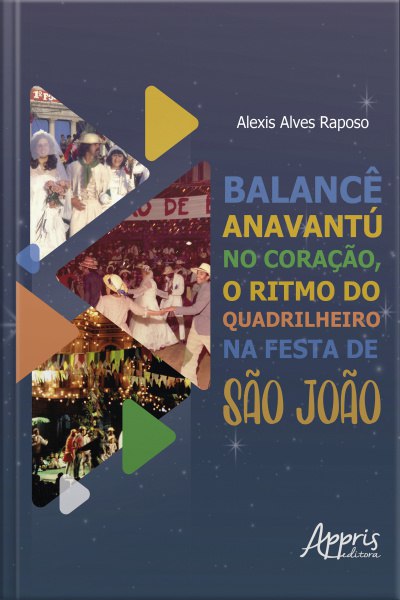 Alexis Alves Raposo
BALANCÊ
ANAVANTÚ
NO CORAÇÃO,
O RITMO DO
QUADRILHEIRO
NA FESTA DE
SÃO JOÃO
Appris
editora